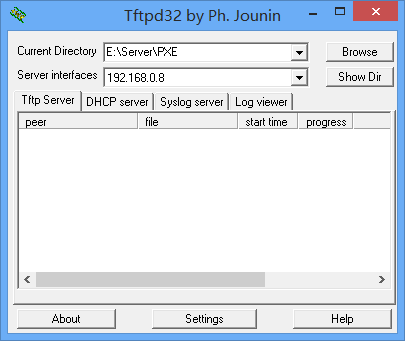 Tftpd32 by Ph. Jounin
Current Directory E:\Server\PXE Browse
Server interfaces 192.168.0.8 Show Dir
Tftp Server DHCP server Syslog server Log viewer
peer file start time progress
About Settings Help